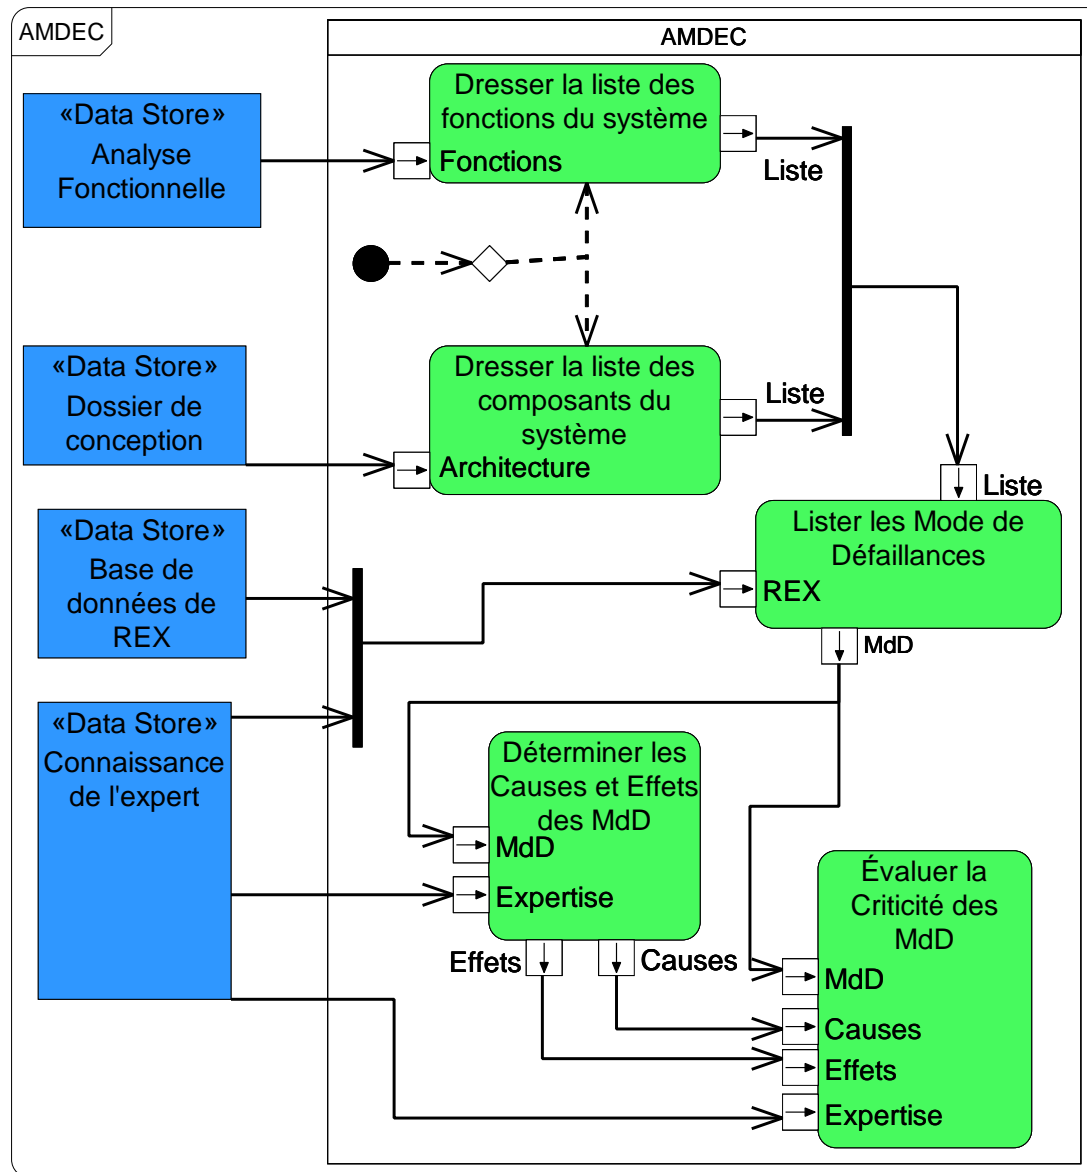 AMDEC
AMDEC
«Data Store»
Analyse
Fonctionnelle
Dresser la liste des
fonctions du système
Fonctions
Liste
«Data Store»
Dossier de
conception
Dresser la liste des
composants du
système
Architecture
Liste
Liste
«Data Store»
Base de
données de
REX
Lister les Mode de
Défaillances
REX
MdD
«Data Store»
Connaissance
de l'expert
Déterminer les
Causes et Effets
des MdD
MdD
Expertise
Effets
Causes
Évaluer la
Criticité des
MdD
MdD
Causes
Effets
Expertise